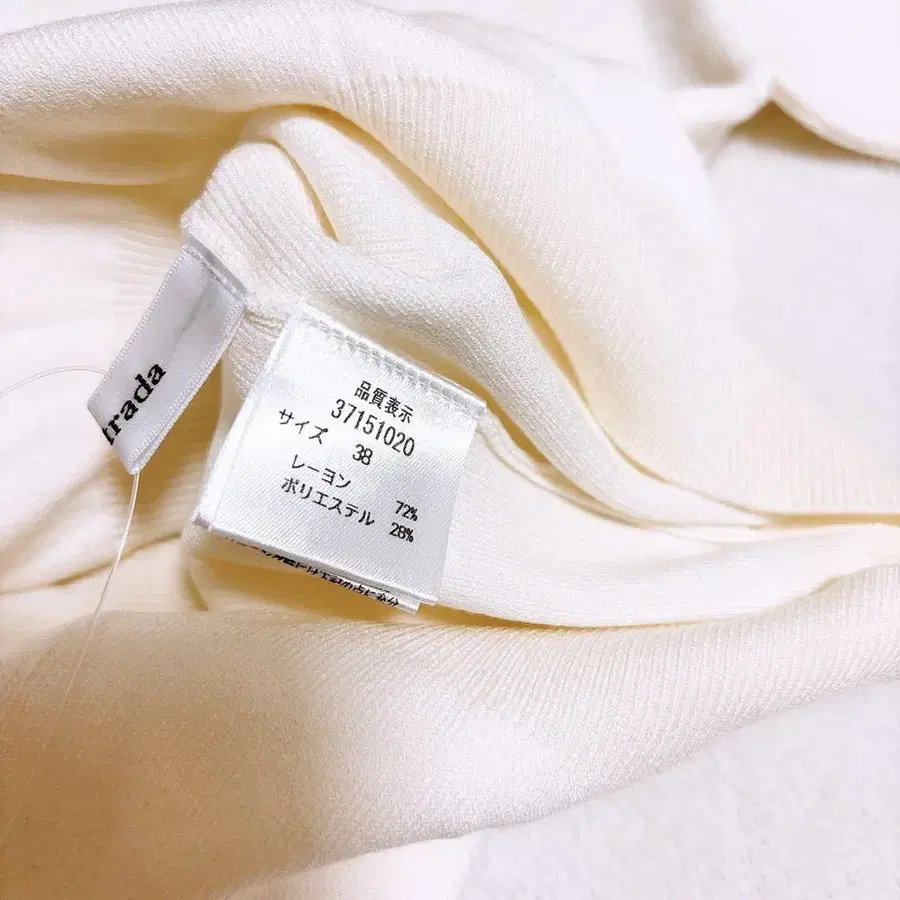 trada
品質表示
37151020
サイズ 38
レーヨン 72%
ポリエステル 28%